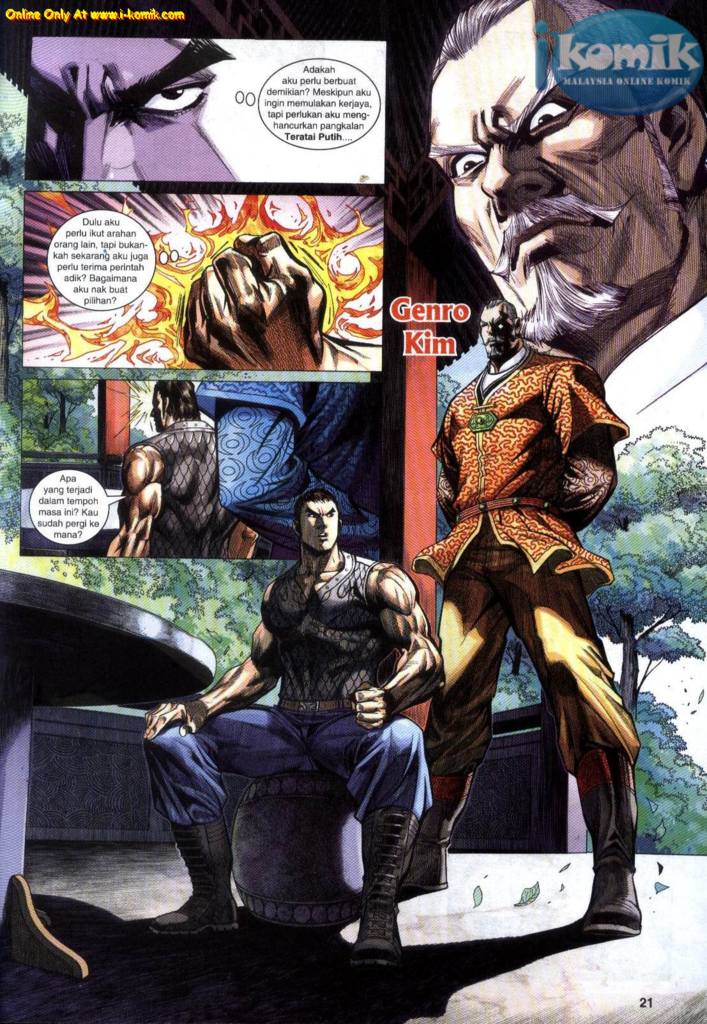 Online Only At www.i-komik.com
ikomik
MALAYSIA ONLINE KOMIK
Adakah
aku perlu berbuat
demikian? Meskipun aku
ingin memulakan kerjaya,
tapi perlukan aku meng-
hancurkan pangkalan
Teratai Putih....
Dulu aku
perlu ikut arahan
orang lain, tapi bukan-
kah sekarang aku juga
perlu terima perintah
adik? Bagaimana
aku nak buat
pilihan?
Genro
Kim
Apa
yang terjadi
dalam tempoh
masa ini? Kau
sudah pergi ke
mana?
21